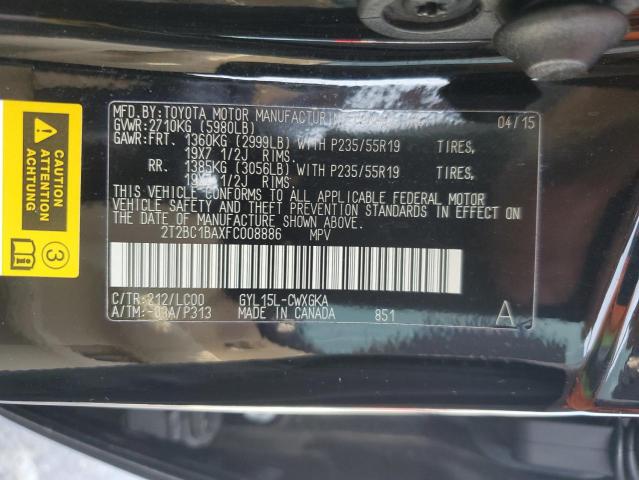 MFD.BY:TOYOTA MOTOR MANUFACTURING
04/15
GVWR:2710KG (5980LB)
GAWR:FRT. 1360KG (2999LB) WITH P235/55R19 TIRES,
19X7 1/2J RIMS.
RR. 1385KG (3056LB) WITH P235/55R19 TIRES,
19X7 1/2J RIMS.
THIS VEHICLE CONFORMS TO ALL APPLICABLE FEDERAL MOTOR
VEHICLE SAFETY AND THEFT PREVENTION STANDARDS IN EFFECT ON
THE DATE OF MANUFACTURE SHOWN ABOVE.
2T2BC1BAXFC008886 MPV
C/TR:212/LC00 GYL15L-CWXGKA
A/TM:-03A/P313 MADE IN CANADA 851
A
CAUTION
ACHTUNG
ATTENTION
3